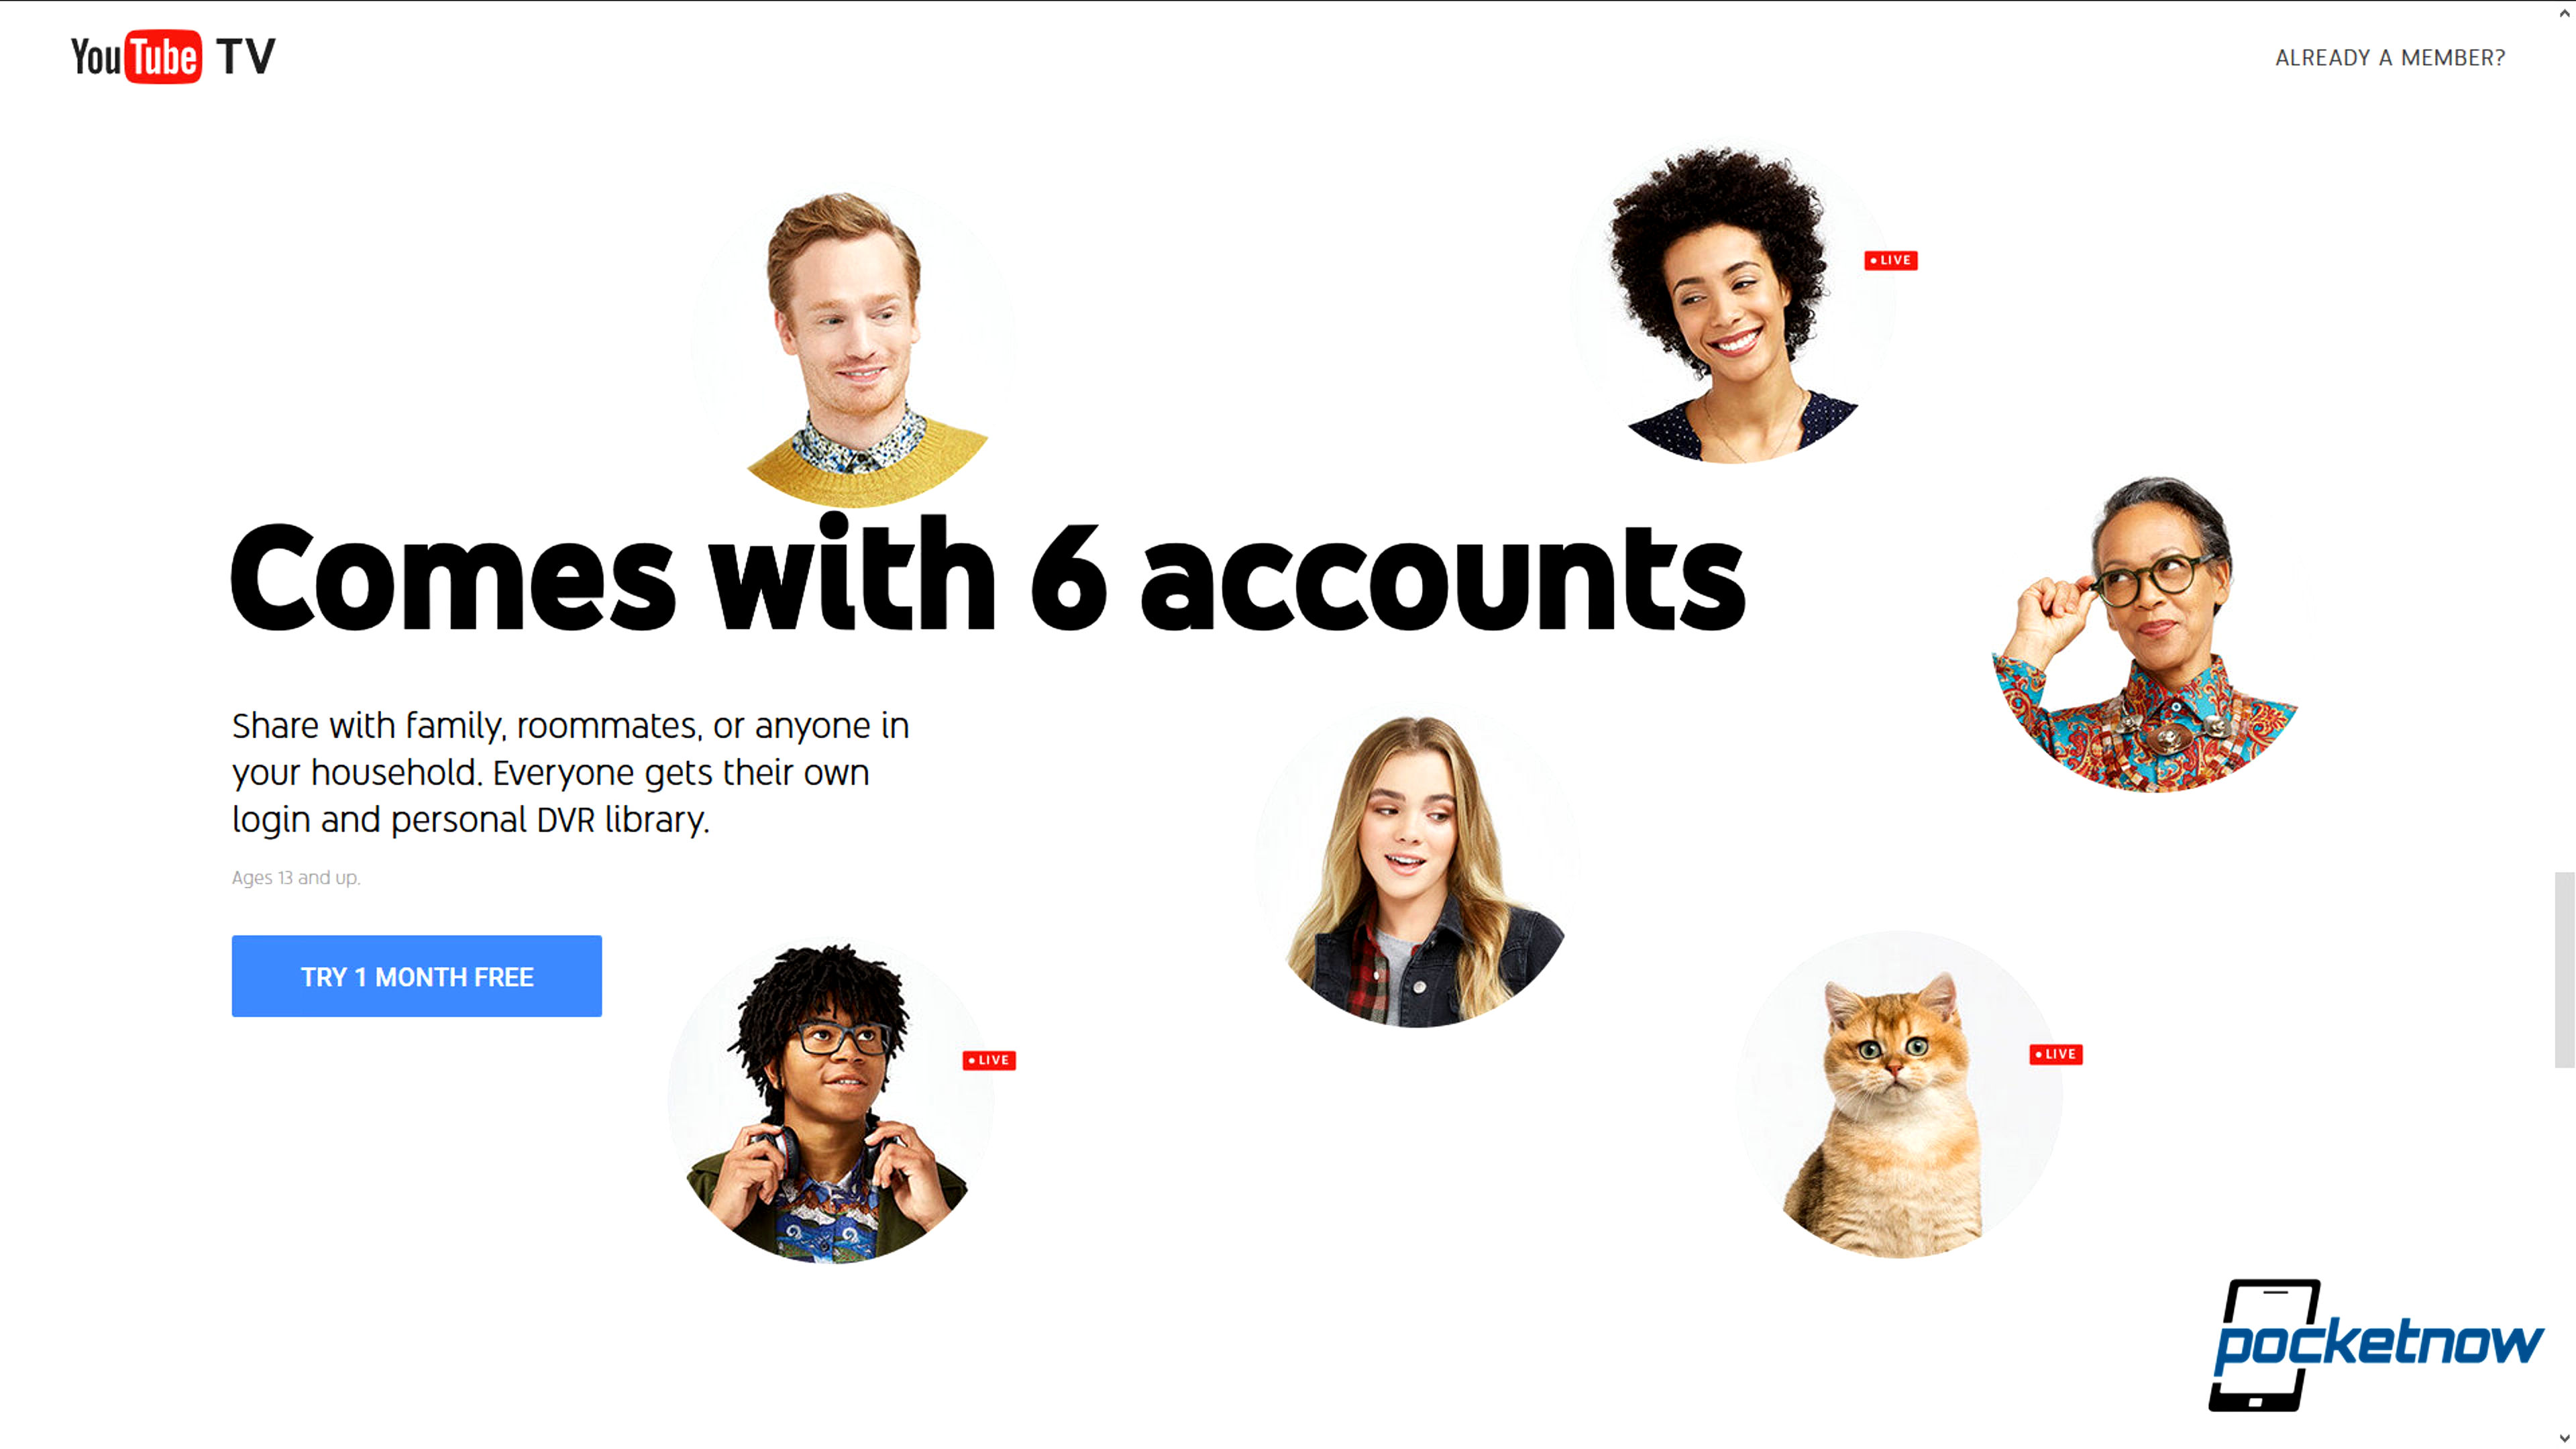 YouTube TV
ALREADY A MEMBER?
LIVE
Comes with 6 accounts
Share with family, roommates, or anyone in
your household. Everyone gets their own
login and personal DVR library.
Ages 13 and up.
TRY 1 MONTH FREE
LIVE
LIVE
pocketnow